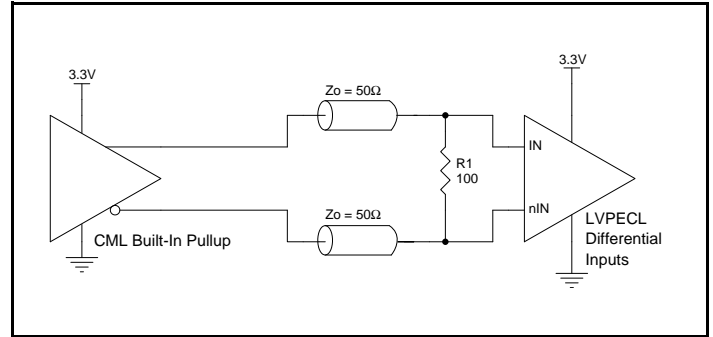 3.3V
3.3V
Zo = 50Ω
IN
R1
100
Zo = 50Ω
nIN
CML Built-In Pullup
LVPECL
Differential
Inputs